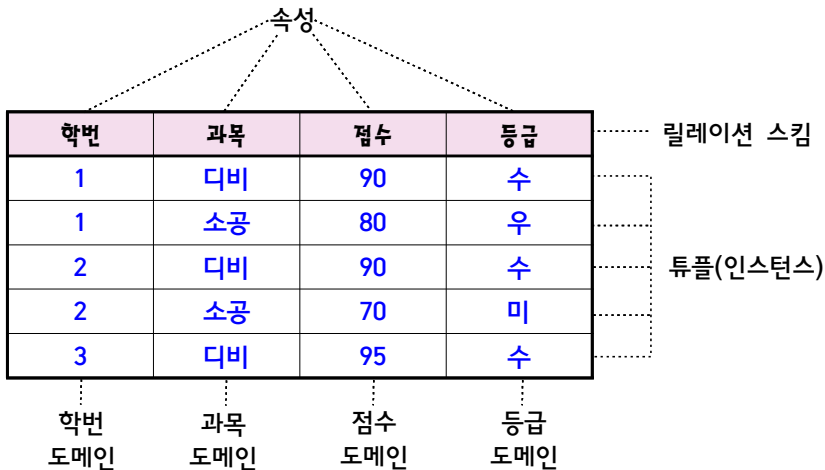 속성
학번 과목 점수 등급 릴레이션 스킴
1 디비 90 수
1 소공 80 우
2 디비 90 수 튜플(인스턴스)
2 소공 70 미
3 디비 95 수
학번 과목 점수 등급
도메인 도메인 도메인 도메인